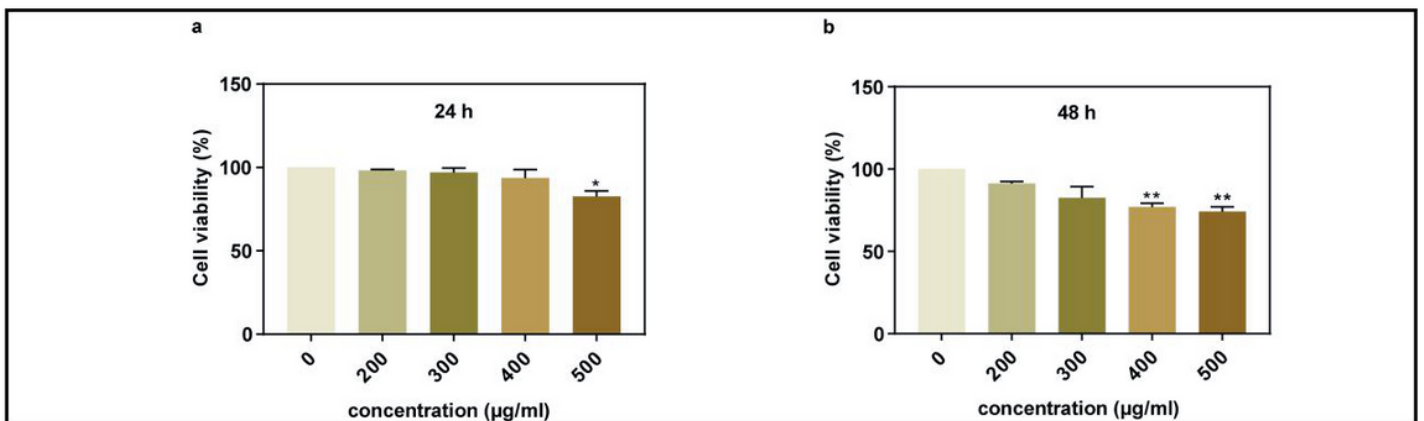 a
24 h
Cell viability (%)
150
100
50
0
*
0 200 300 400 500
concentration (µg/ml)
b
48 h
Cell viability (%)
150
100
50
0
** **
0 200 300 400 500
concentration (µg/ml)